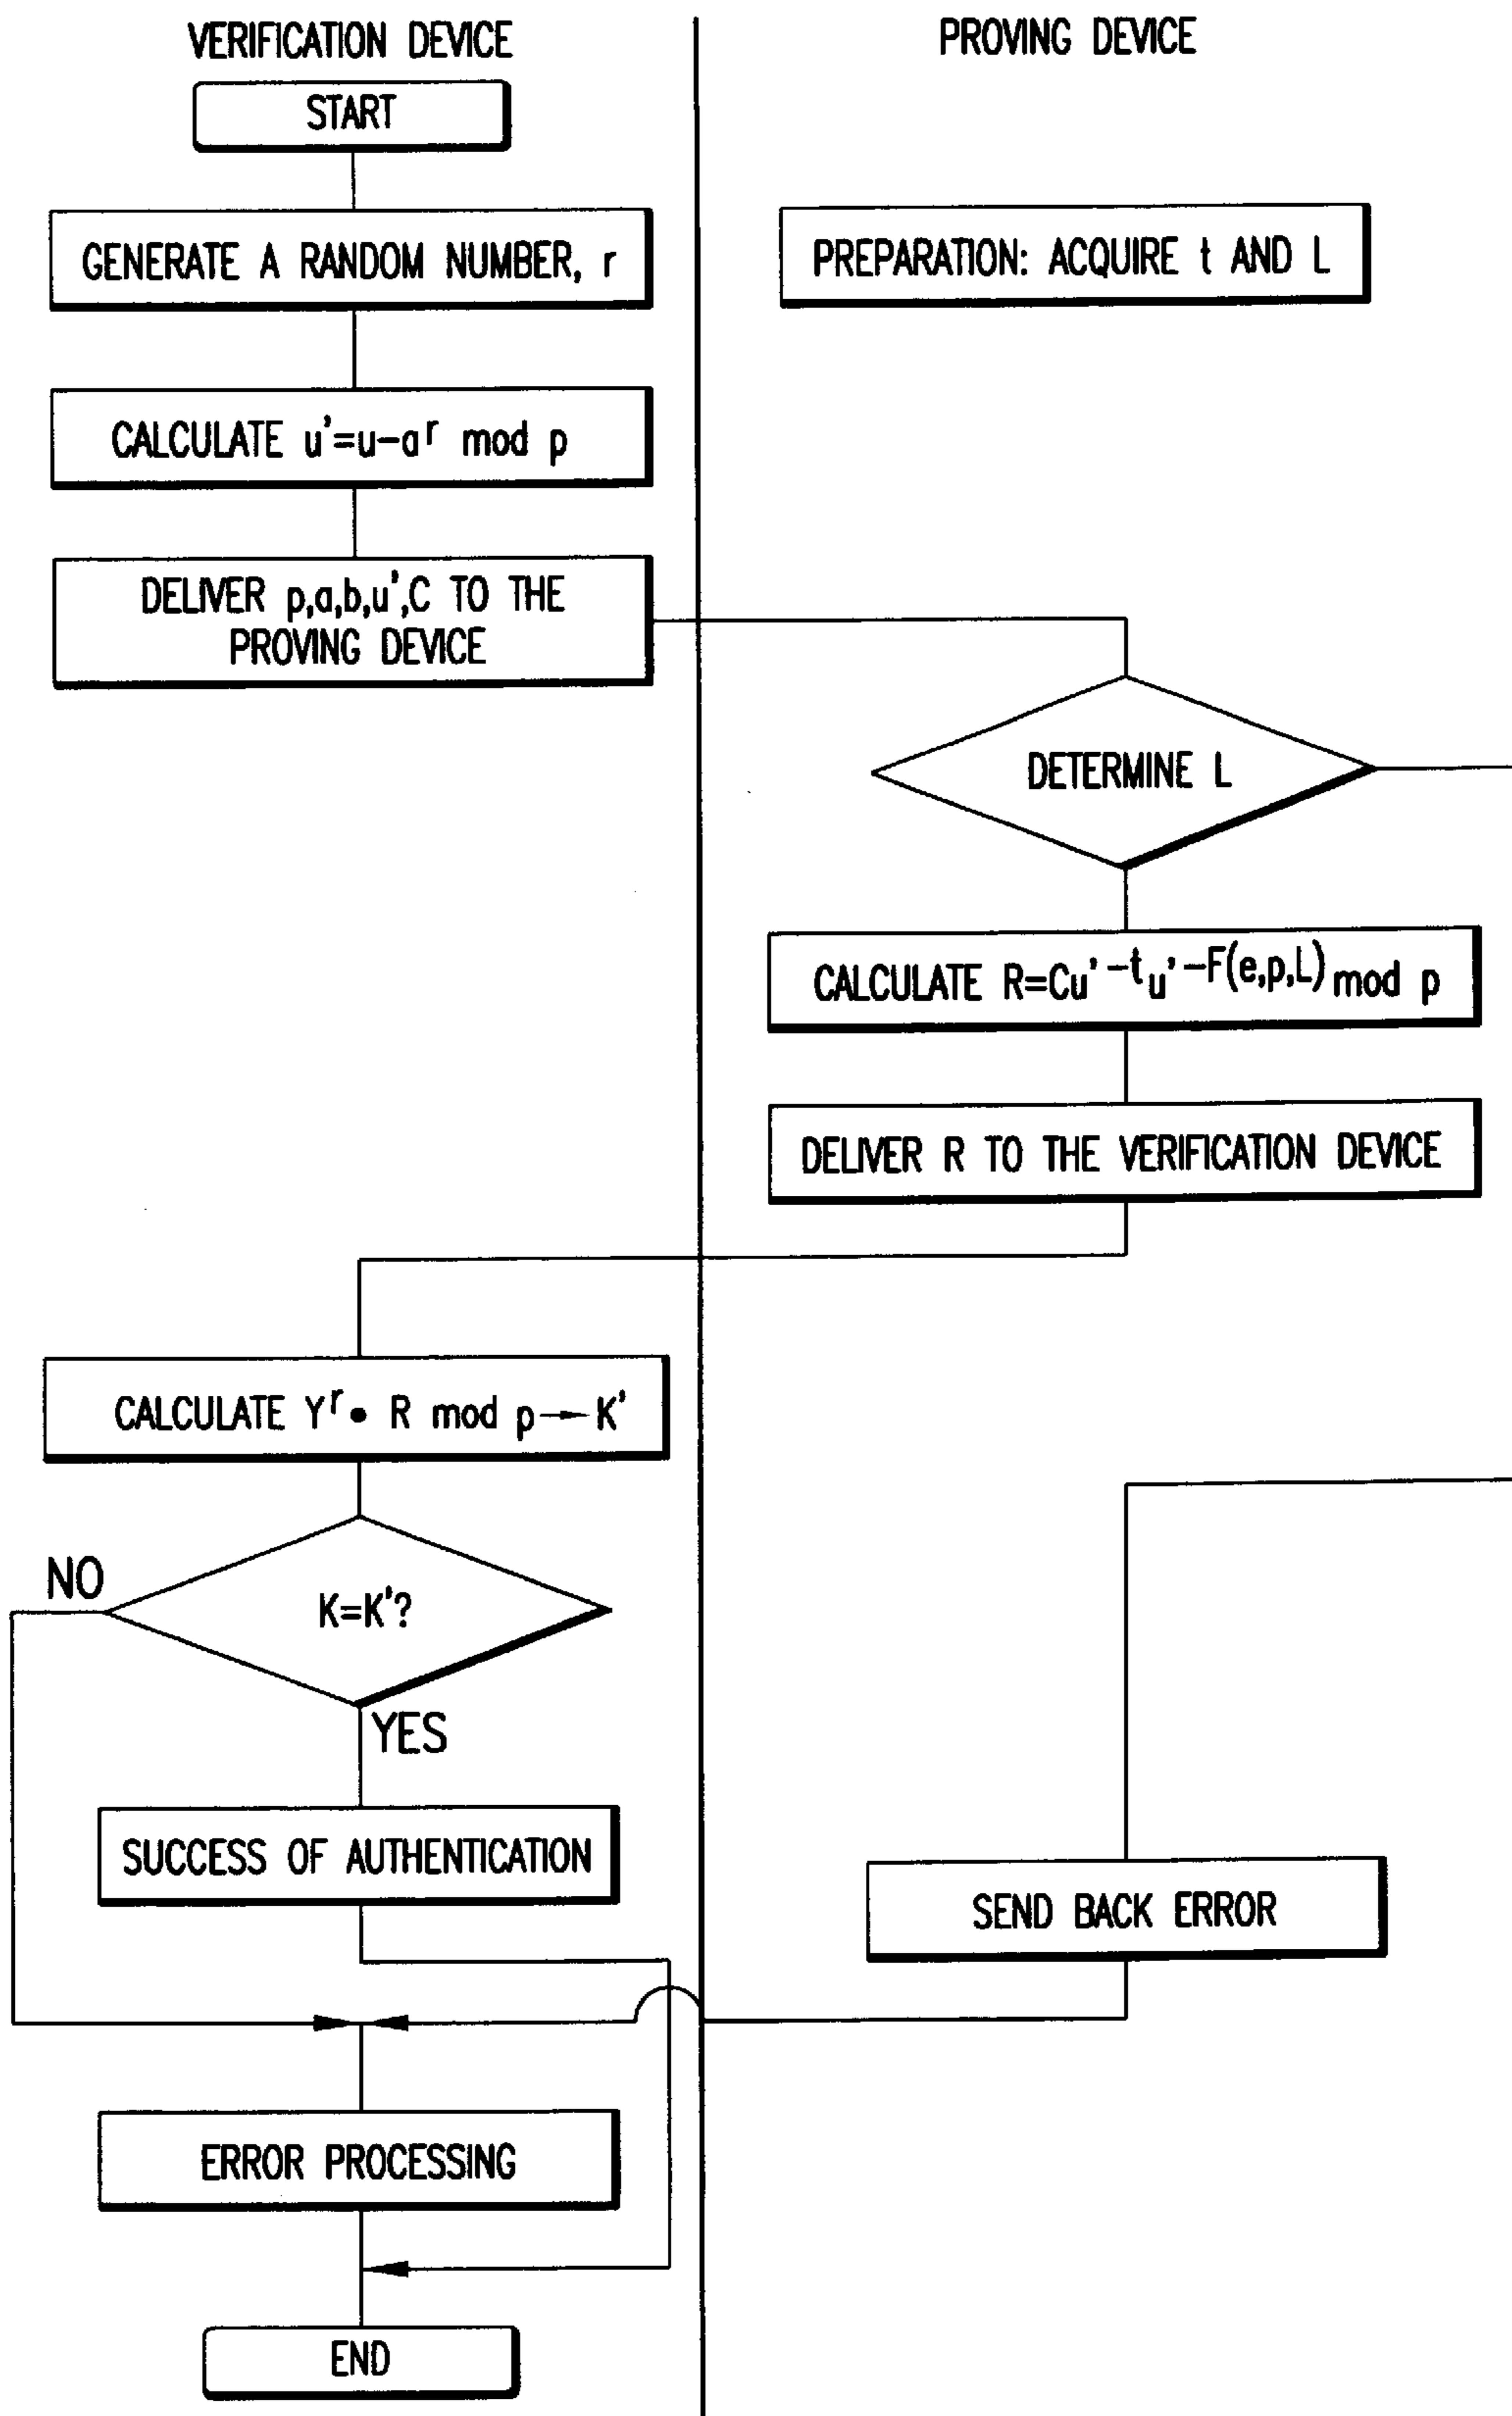 VERIFICATION DEVICE
PROVING DEVICE
START
GENERATE A RANDOM NUMBER, r
PREPARATION: ACQUIRE t AND L
CALCULATE u'=u-a^r mod p
DELIVER p,a,b,u',C TO THE
PROVING DEVICE
DETERMINE L
CALCULATE R=Cu'^-t u'^-F(e,p,L) mod p
DELIVER R TO THE VERIFICATION DEVICE
CALCULATE Y^r • R mod p → K'
NO
K=K'?
YES
SUCCESS OF AUTHENTICATION
SEND BACK ERROR
ERROR PROCESSING
END